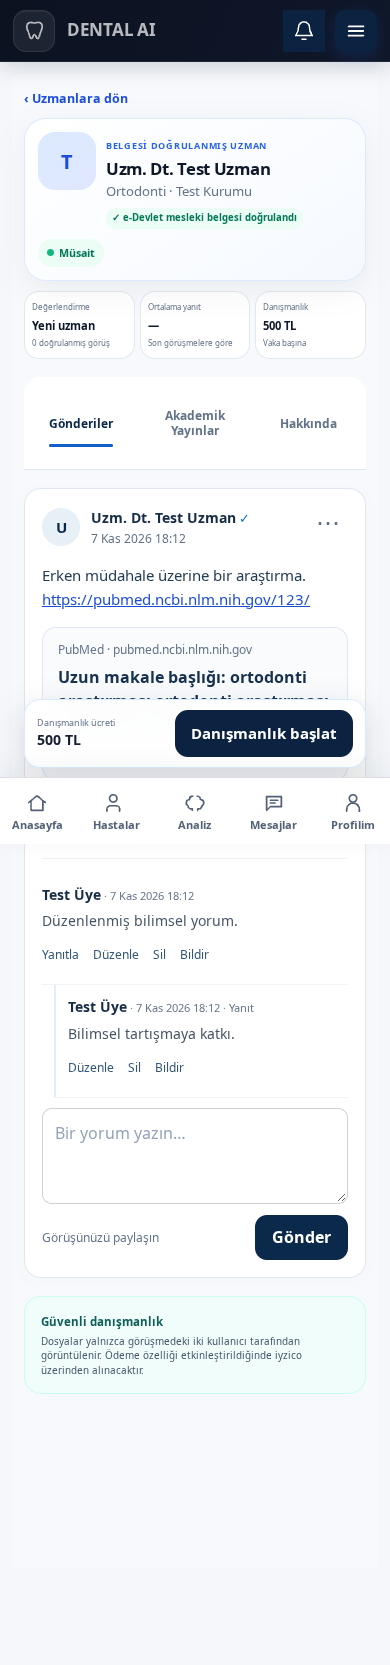 DENTAL AI
‹ Uzmanlara dön
T
BELGESİ DOĞRULANMIŞ UZMAN
Uzm. Dt. Test Uzman
Ortodonti · Test Kurumu
✓ e-Devlet mesleki belgesi doğrulandı
Müsait
Değerlendirme
Yeni uzman
0 doğrulanmış görüş
Ortalama yanıt
—
Son görüşmelere göre
Danışmanlık
500 TL
Vaka başına
Gönderiler
Akademik
Yayınlar
Hakkında
U
Uzm. Dt. Test Uzman ✓
7 Kas 2026 18:12
Erken müdahale üzerine bir araştırma.
https://pubmed.ncbi.nlm.nih.gov/123/
PubMed · pubmed.ncbi.nlm.nih.gov
Uzun makale başlığı: ortodonti
Danışmanlık ücreti
500 TL
Danışmanlık başlat
Anasayfa
Hastalar
Analiz
Mesajlar
Profilim
Test Üye · 7 Kas 2026 18:12
Düzenlenmiş bilimsel yorum.
Yanıtla Düzenle Sil Bildir
Test Üye · 7 Kas 2026 18:12 · Yanıt
Bilimsel tartışmaya katkı.
Düzenle Sil Bildir
Bir yorum yazın...
Görüşünüzü paylaşın
Gönder
Güvenli danışmanlık
Dosyalar yalnızca görüşmedeki iki kullanıcı tarafından
görüntülenir. Ödeme özelliği etkinleştirildiğinde iyzico
üzerinden alınacaktır.